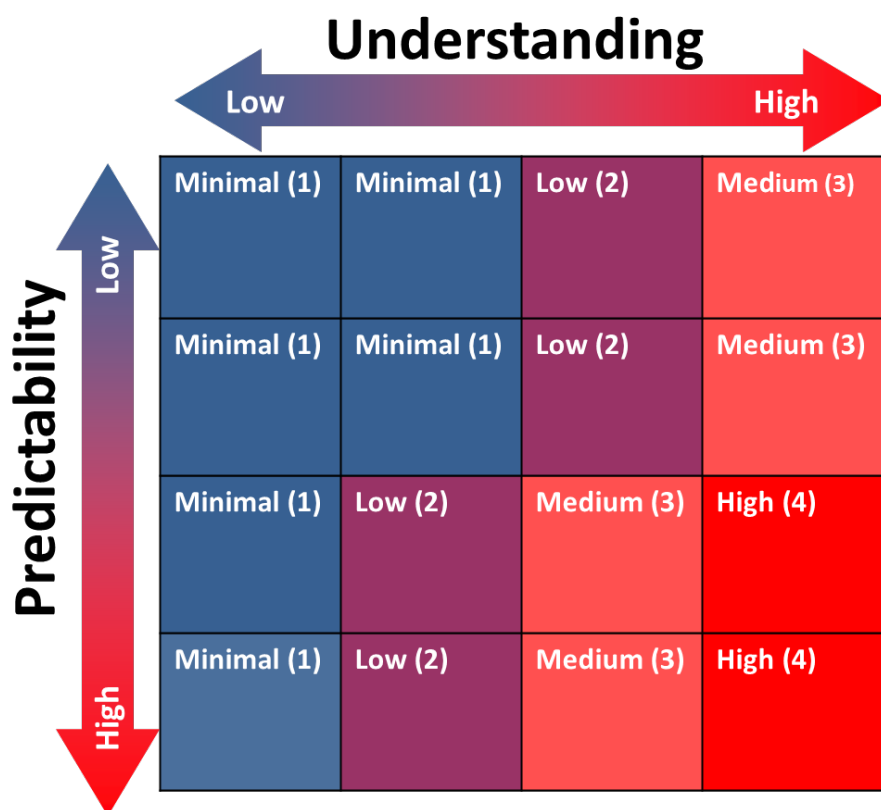 Understanding
Low High
Predictability
Low
High
Minimal (1) Minimal (1) Low (2) Medium (3)
Minimal (1) Minimal (1) Low (2) Medium (3)
Minimal (1) Low (2) Medium (3) High (4)
Minimal (1) Low (2) Medium (3) High (4)